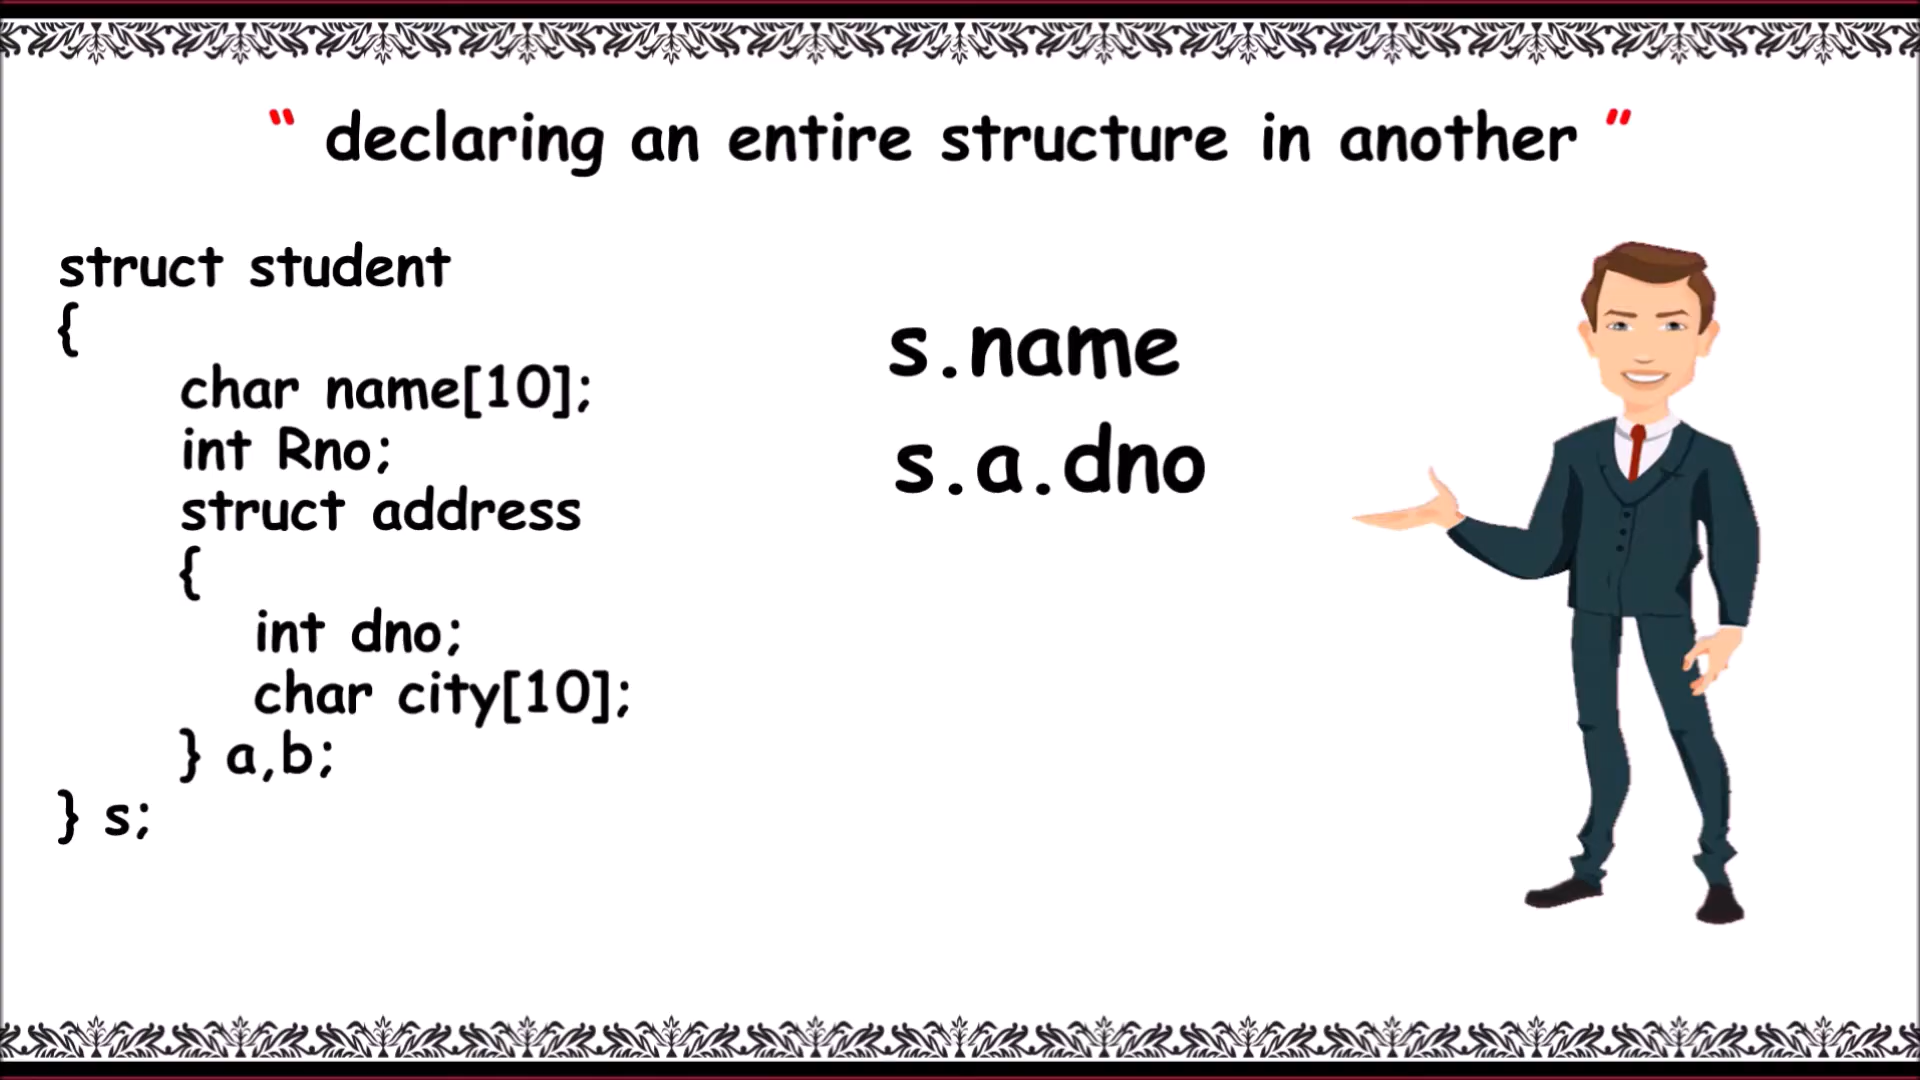 “ declaring an entire structure in another ”
struct student
{
char name[10];
int Rno;
struct address
{
int dno;
char city[10];
} a,b;
} s;
s.name
s.a.dno